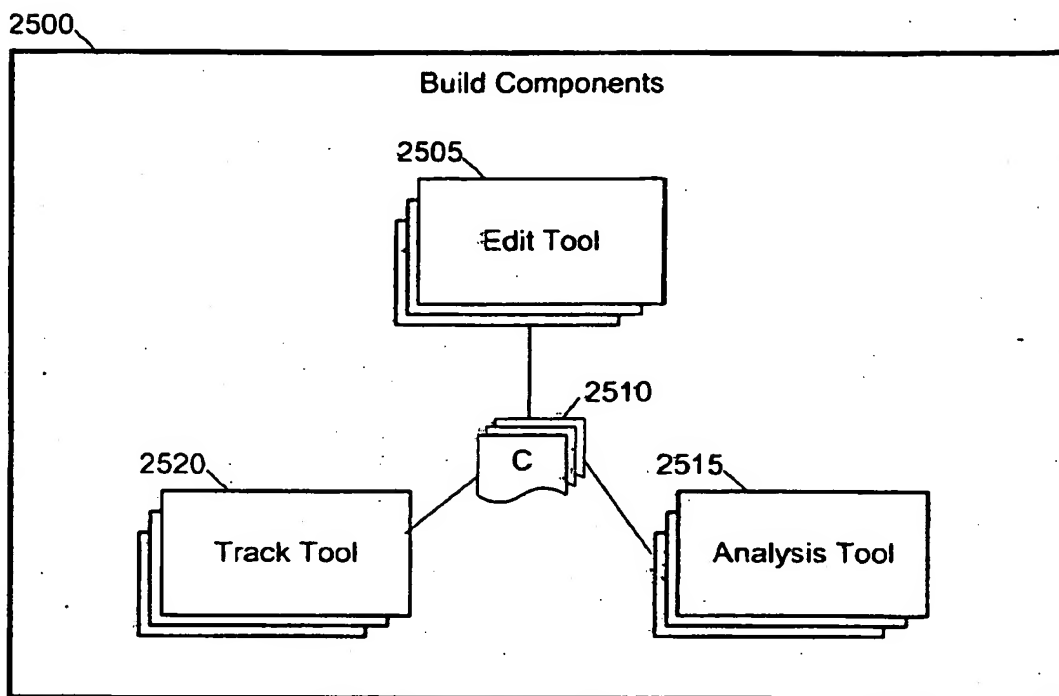 2500
Build Components
2505
Edit Tool
2510
C
2520
2515
Track Tool
Analysis Tool